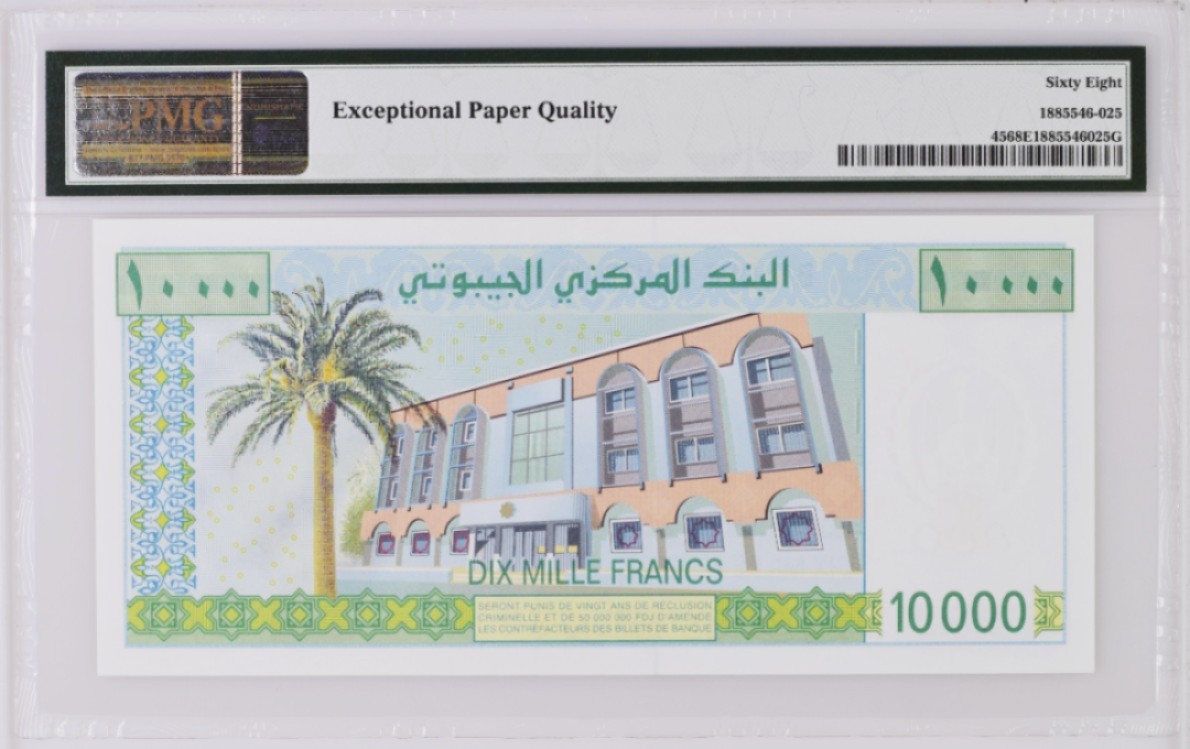 PMG
Exceptional Paper Quality
Sixty Eight
1885546-025
4568E1885546025G
١٠٠٠٠
البنك المركزي الجيبوتي
١٠٠٠٠
DIX MILLE FRANCS
SERONT PUNIS DE VINGT ANS DE RÉCLUSION
CRIMINELLE ET DE 50 000 000 FDJ D'AMENDE
LES CONTREFACTEURS DES BILLETS DE BANQUE
10 000